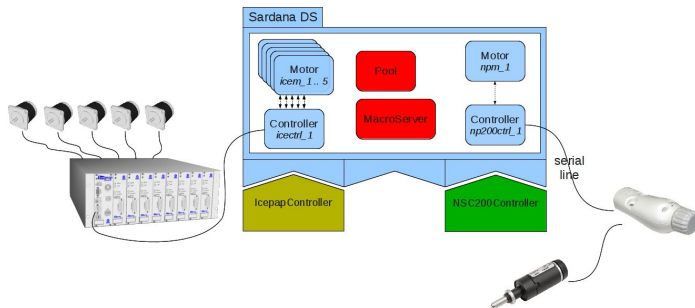 Sardana DS
Motor
icem_1 .. 5
Pool
Motor
npm_1
Controller
icectrl_1
MacroServer
Controller
np200ctrl_1
serial
line
IcepapController
NSC200Controller